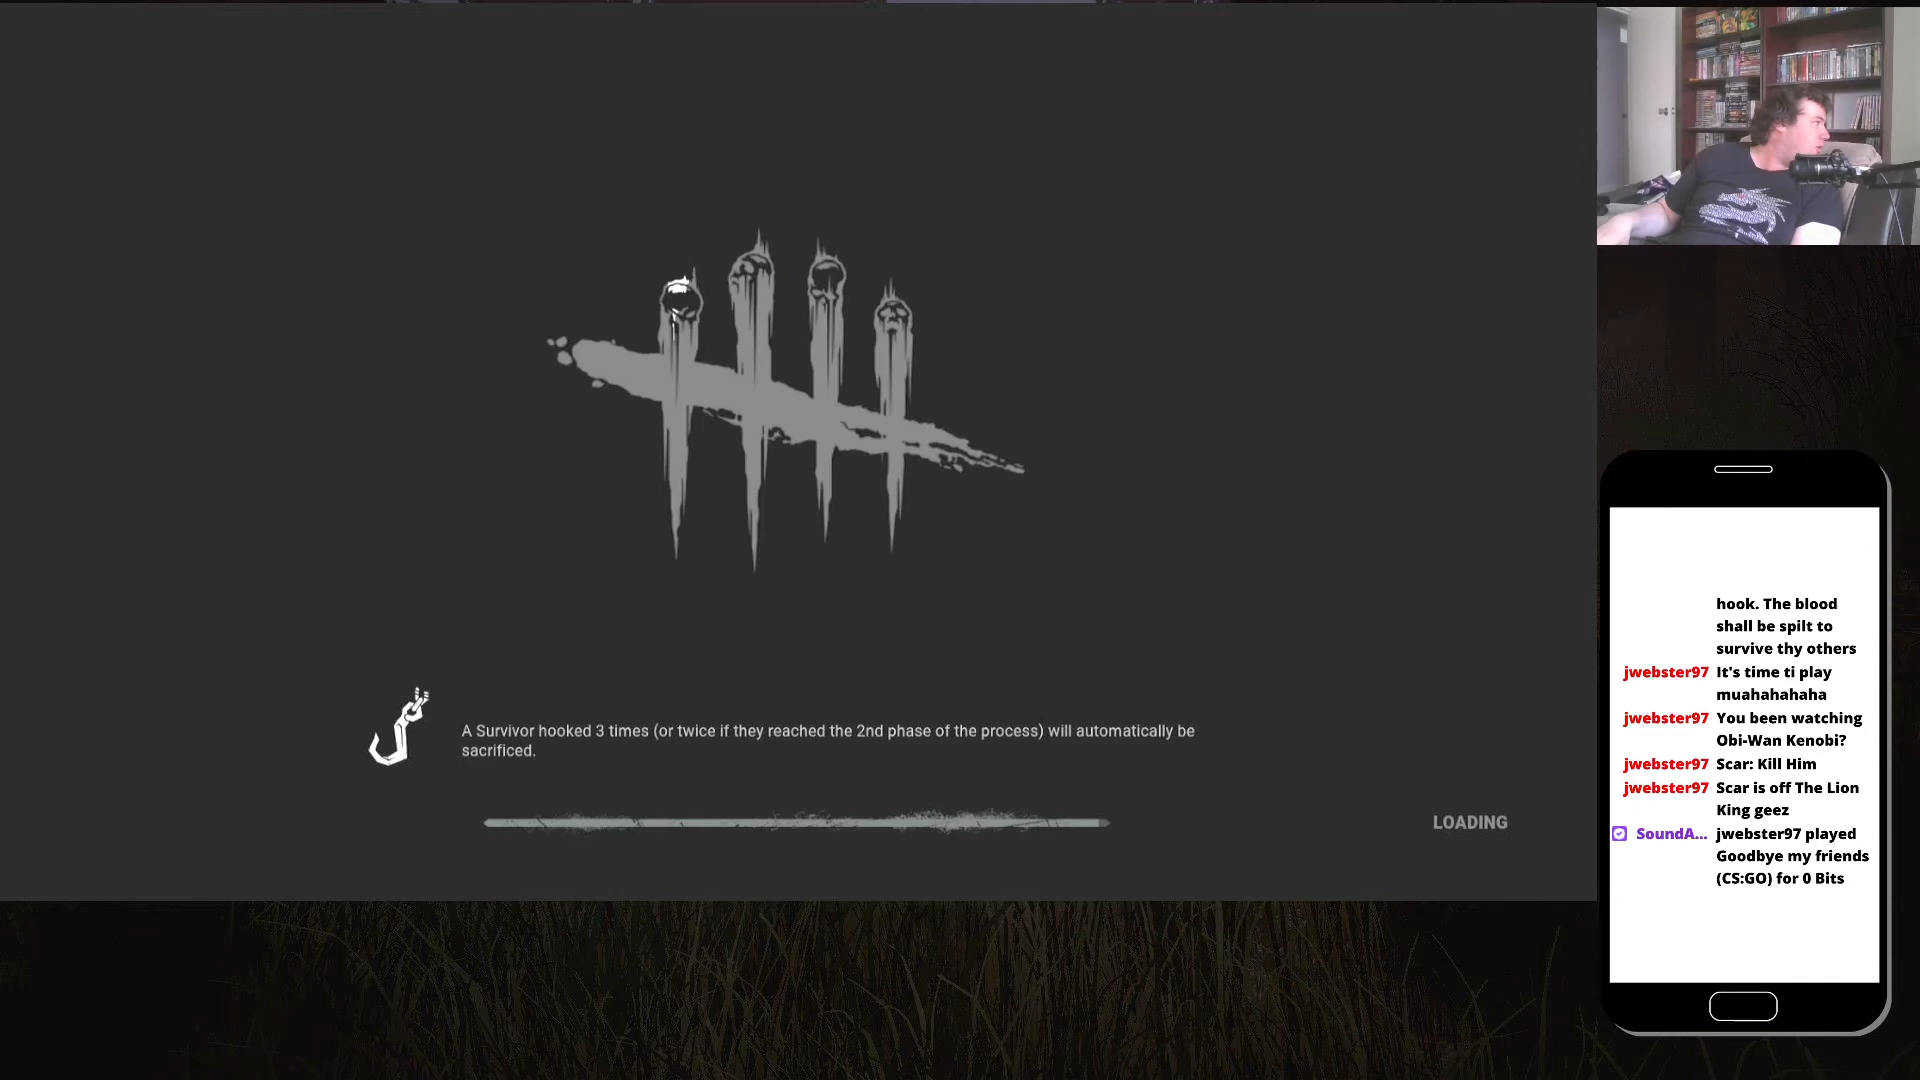 A Survivor hooked 3 times (or twice if they reached the 2nd phase of the process) will automatically be
sacrificed.
LOADING
hook. The blood
shall be spilt to
survive thy others
jwebster97 It's time ti play
muahahahaha
jwebster97 You been watching
Obi-Wan Kenobi?
jwebster97 Scar: Kill Him
jwebster97 Scar is off The Lion
King geez
SoundA... jwebster97 played
Goodbye my friends
(CS:GO) for 0 Bits